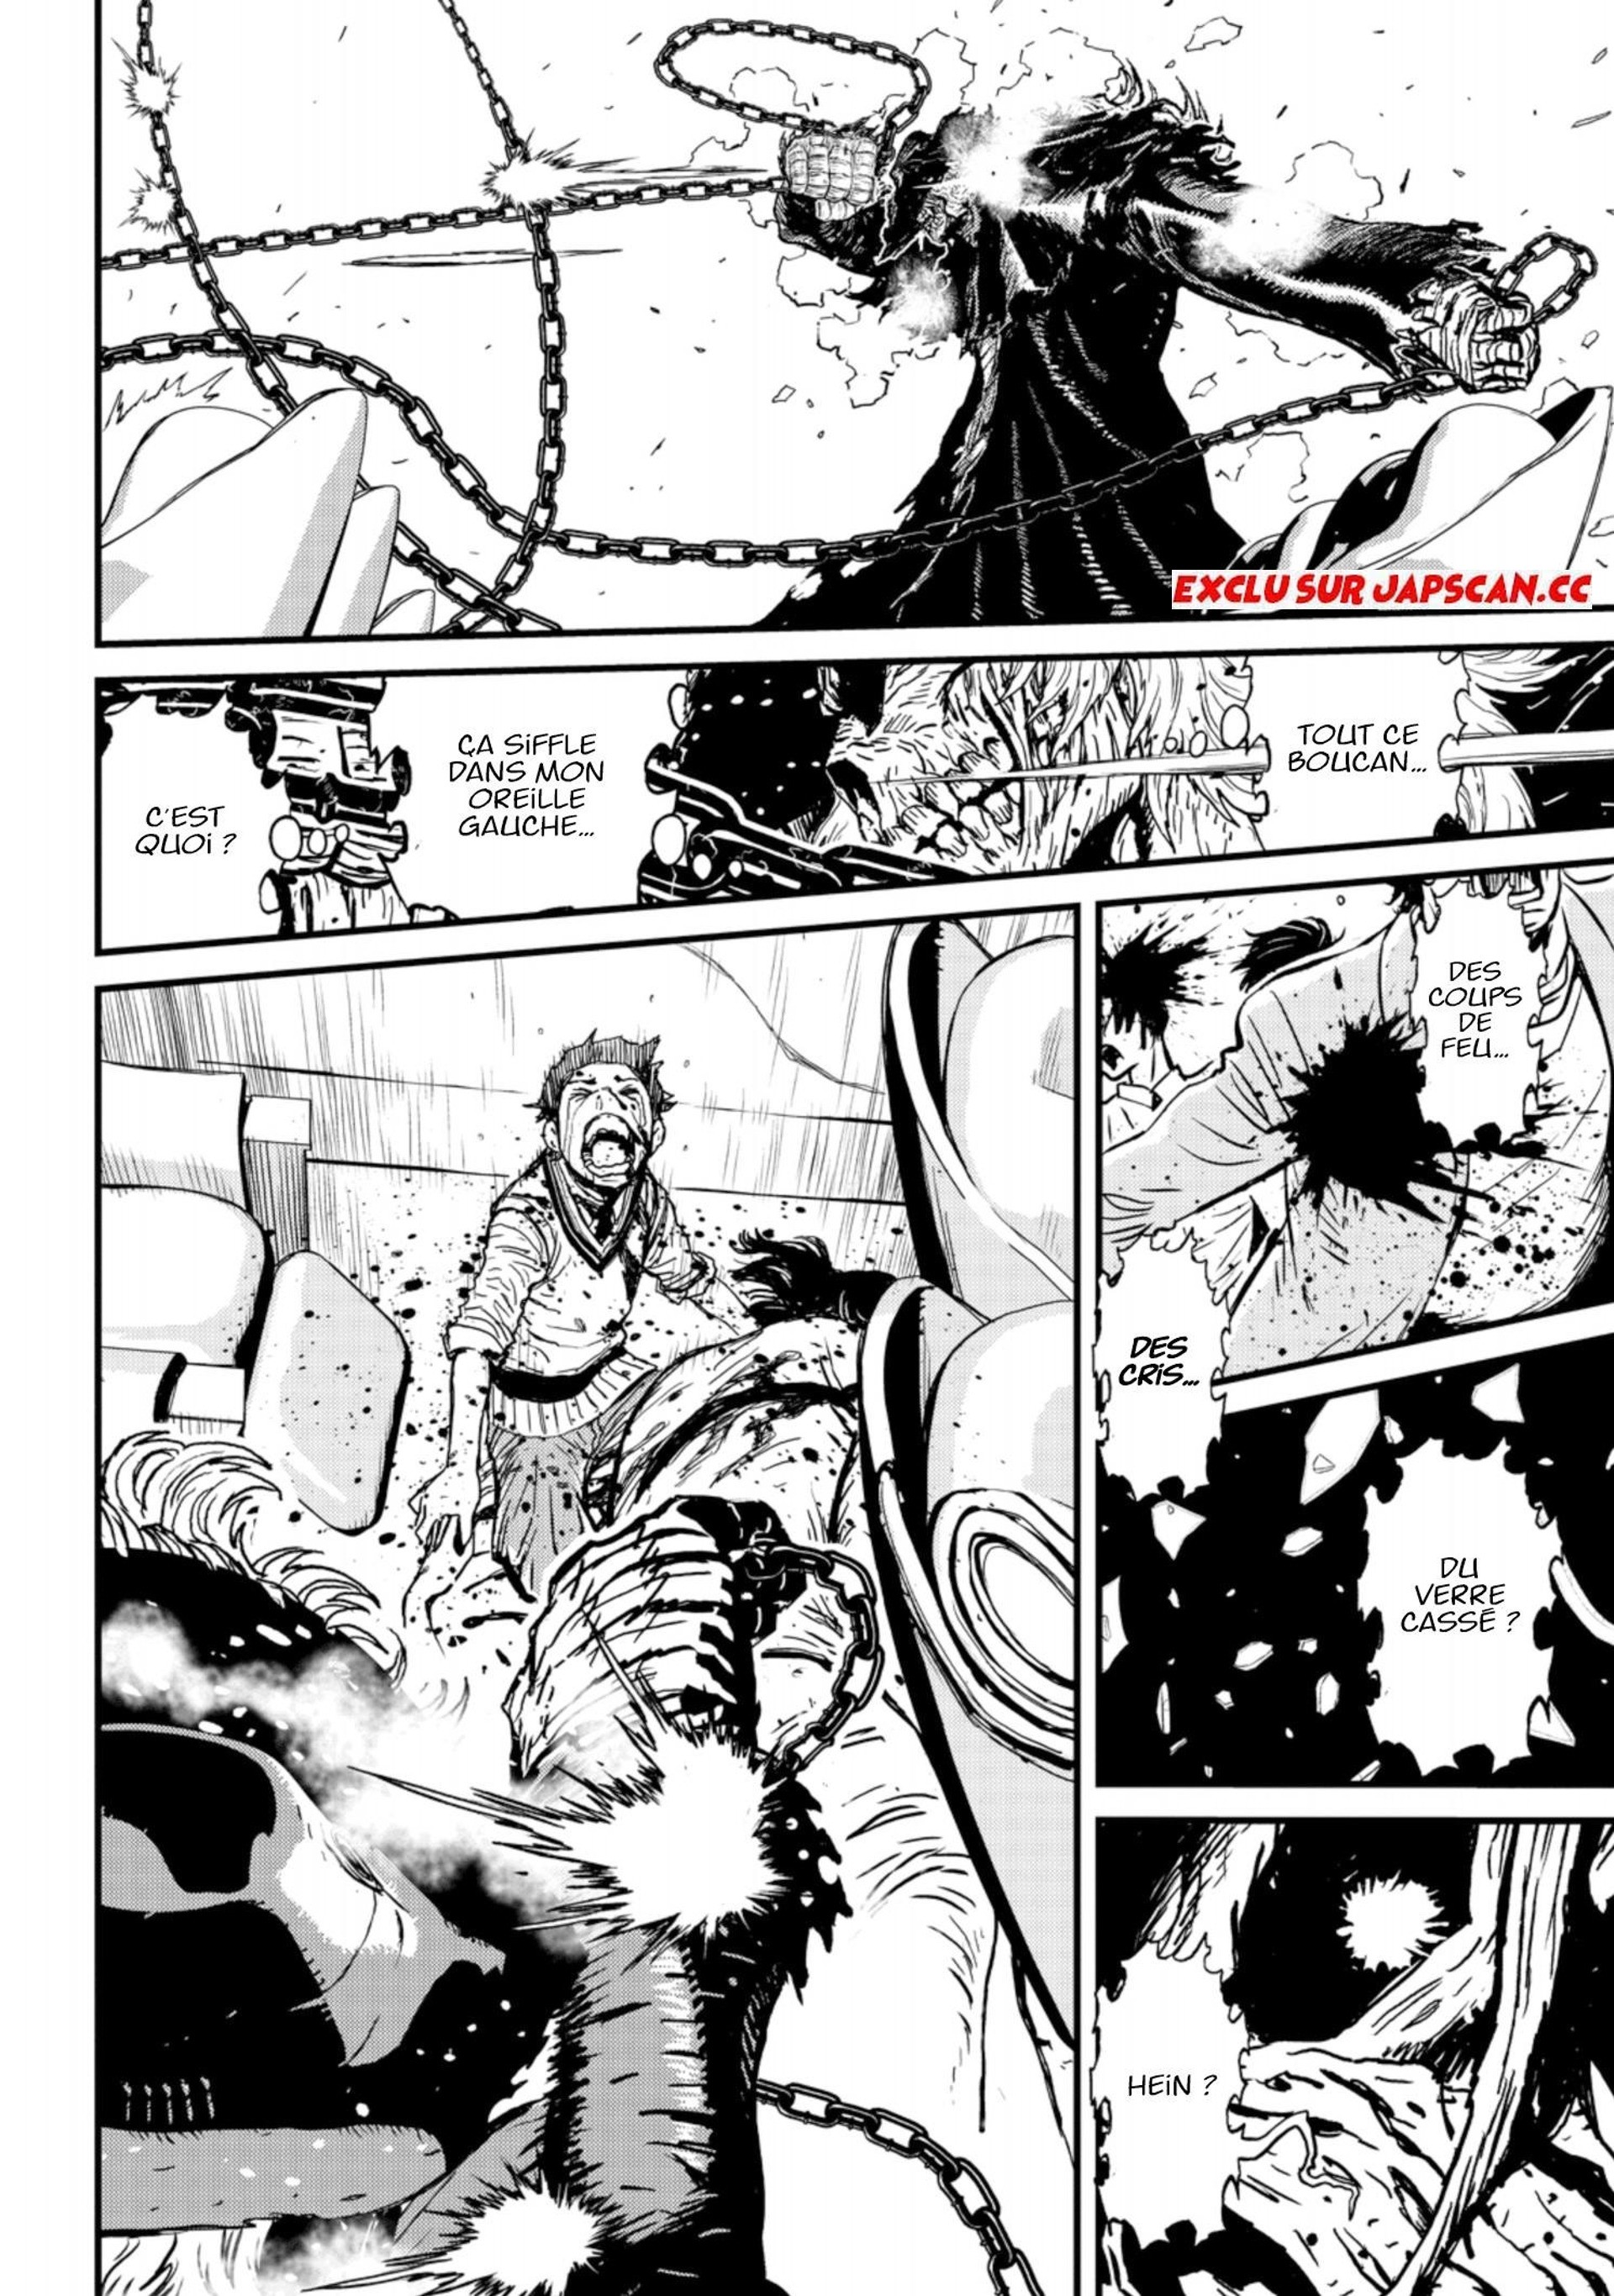 EXCLU SUR JAPSCAN.CC
TOUT CE
BOUCAN...
ÇA SIFFLE
DANS MON
OREILLE
GAUCHE...
C'EST
QUOI ?
DES
COUPS
DE
FEU...
DES
CRIS...
DU
VERRE
CASSÉ ?
HEIN ?